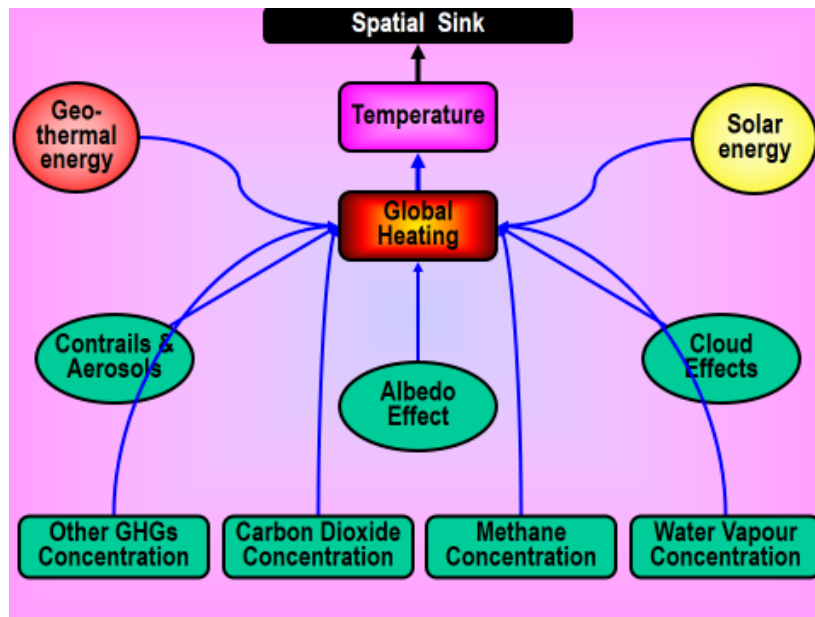 Spatial Sink
Temperature
Geo-
thermal
energy
Solar
energy
Global
Heating
Contrails &
Aerosols
Albedo
Effect
Cloud
Effects
Other GHGs
Concentration
Carbon Dioxide
Concentration
Methane
Concentration
Water Vapour
Concentration